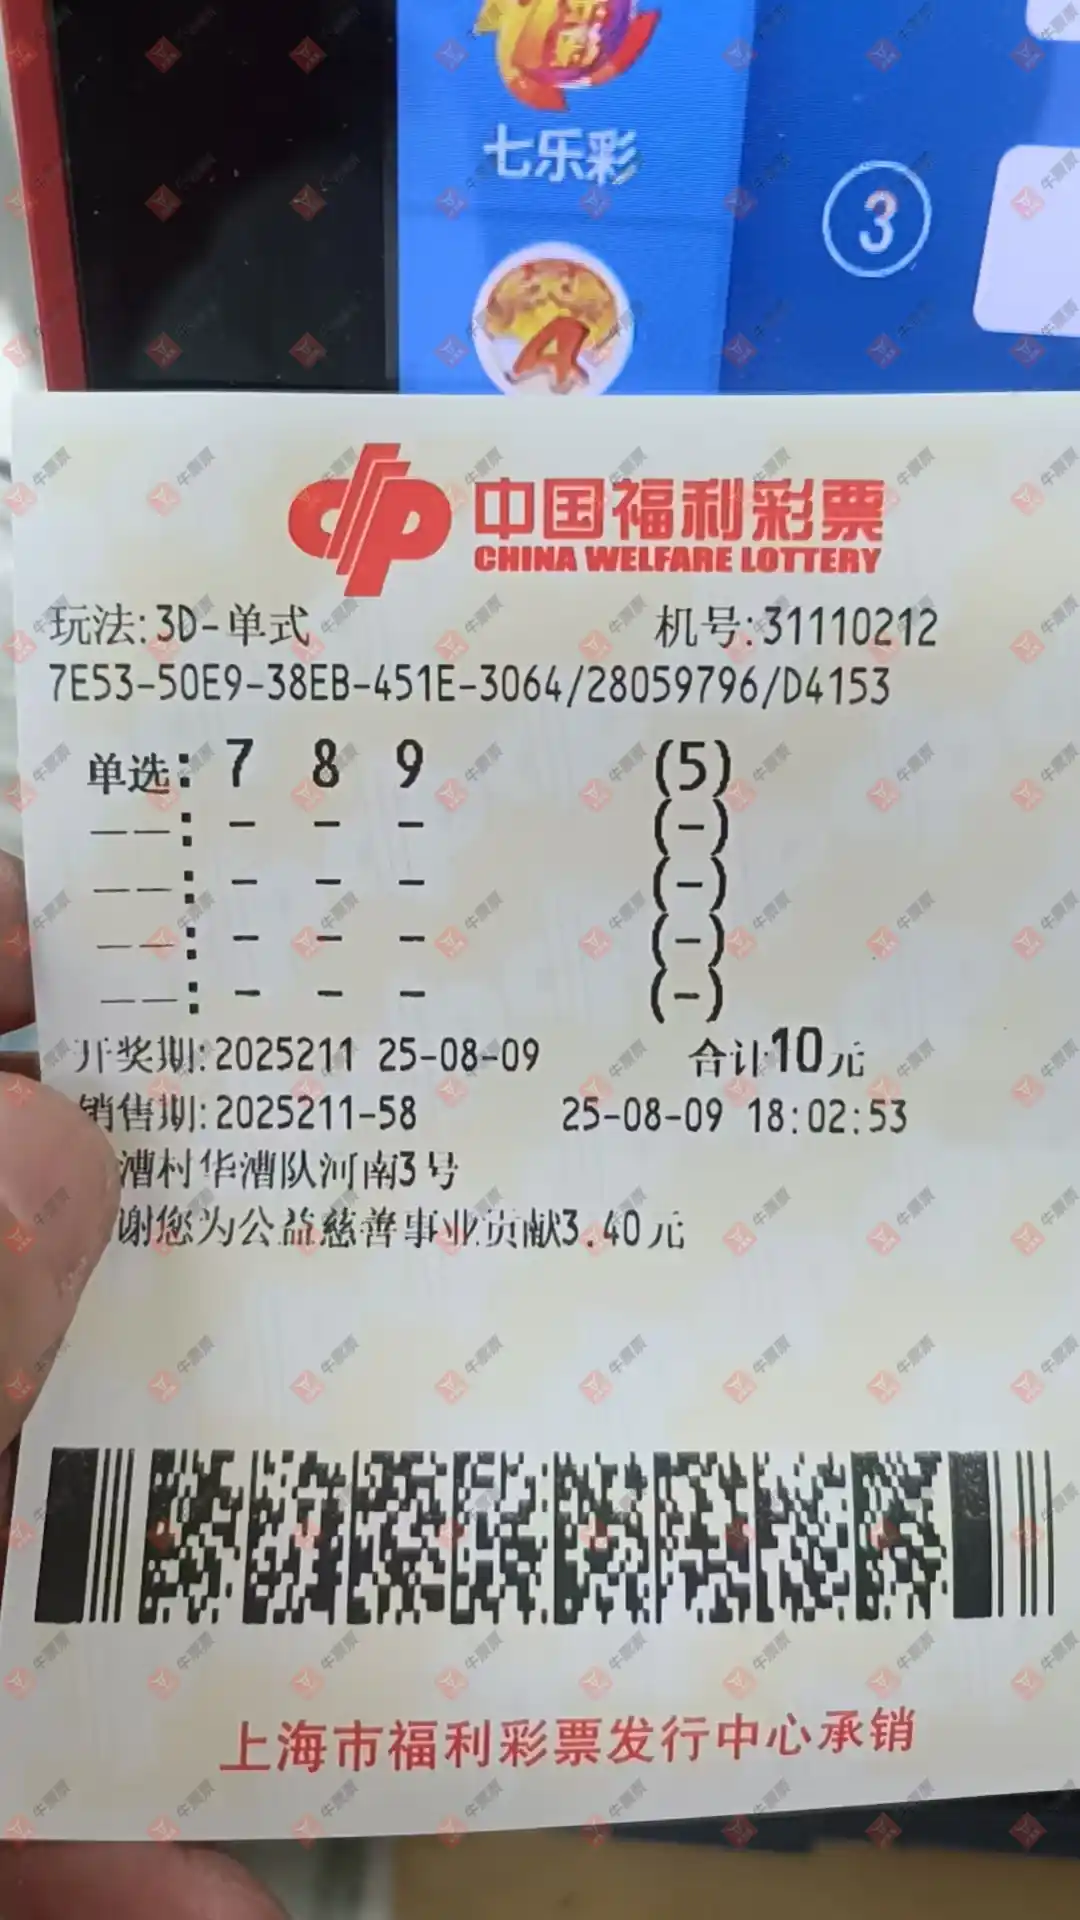 七乐彩
3
中国福利彩票
CHINA WELFARE LOTTERY
玩法:3D-单式 机号:31110212
7E53-50E9-38EB-451E-3064/28059796/D4153
单选: 7 8 9 (5)
——: - - - (-)
——: - - - (-)
——: - - - (-)
——: - - - (-)
开奖期:2025211 25-08-09 合计10元
销售期:2025211-58 25-08-09 18:02:53
漕村华漕队河南3号
谢您为公益慈善事业贡献3.40元
上海市福利彩票发行中心承销
牛票票